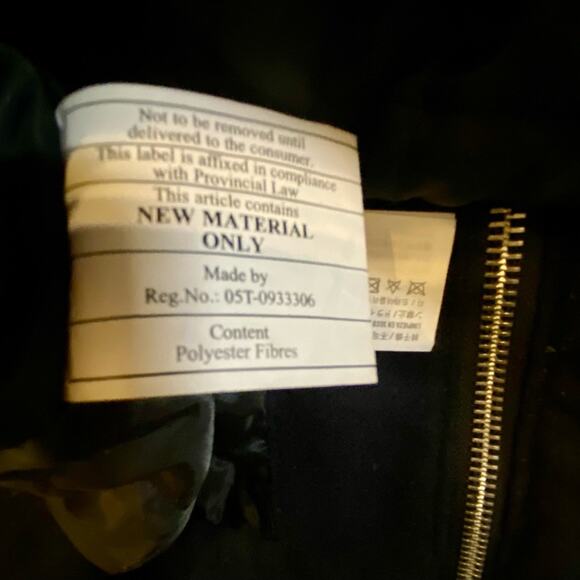 Not to be removed until
delivered to the consumer.
This label is affixed in compliance
with Provincial Law
This article contains
NEW MATERIAL
ONLY
Made by
Reg.No.: 05T-0933306
Content
Polyester Fibres